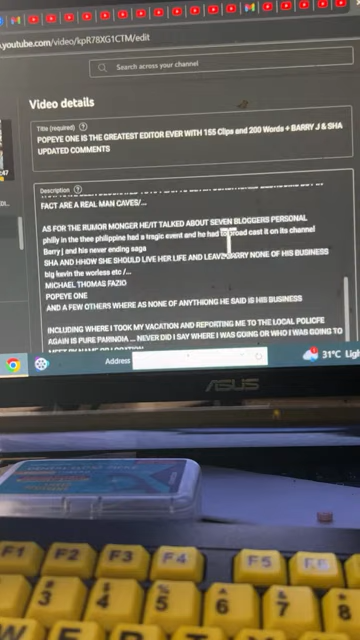 .youtube.com/video/kpR78XG1CTM/edit
Search across your channel
Video details
Title (required)
POPEYE ONE IS THE GREATEST EDITOR EVER WITH 155 Clips and 200 Words + BARRY J & SHA
UPDATED COMMENTS
:47
Description
FACT ARE A REAL MAN CAVES/...
AS FOR THE RUMOR MONGER HE/IT TALKED ABOUT SEVEN BLOGGERS PERSONAL
philly in thee philippine had a tragic event and he had to broad cast it on its channel
Barry j and his never ending saga
SHA AND HHOW SHE SHOULD LIVE HER LIFE AND LEAVE BARRY NONE OF HIS BUSINESS
big kevin the worless etc /...
MICHAEL THOMAS FAZIO
POPEYE ONE
AND A FEW OTHERS WHERE AS NONE OF ANYTHIONG HE SAID IS HIS BUSINESS
INCLUDING WHERE I TOOK MY VACATION AND REPORTING ME TO THE LOCAL POLICFE
AGAIN IS PURE PARNOIA ... NEVER DID I SAY WHERE I WAS GOING OR WHO I WAS GOING TO
Address
31°C
ASUS
F1 F2 F3 F4 F5 F6
# 3 $ 4 % 5 ^ 6 & 7 * 8
W E R